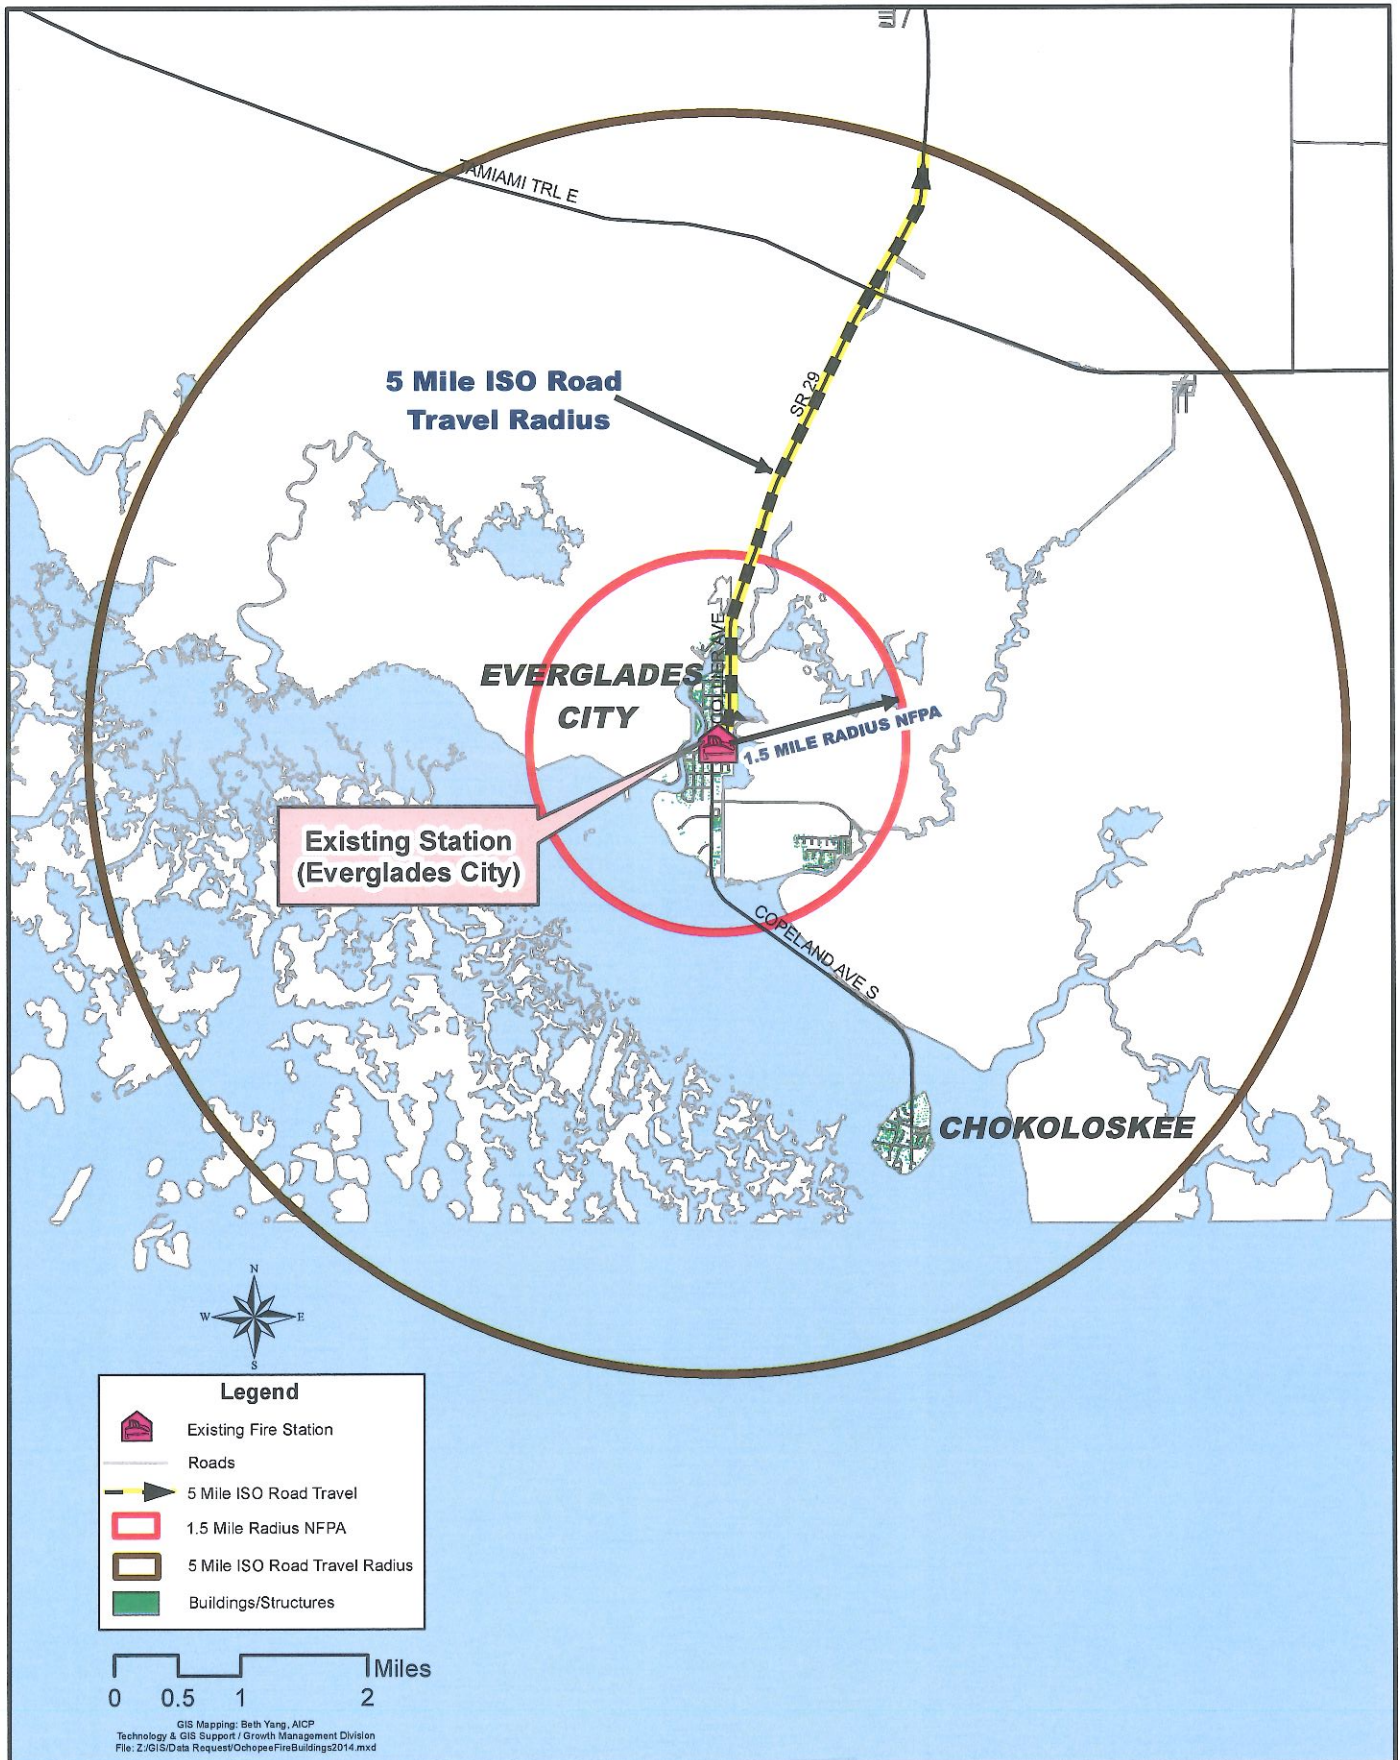 TAMIAMI TRL E
5 Mile ISO Road
Travel Radius
SR 29
COLLIER AVE
EVERGLADES
CITY
1.5 MILE RADIUS NFPA
Existing Station
(Everglades City)
COPELAND AVE S
CHOKOLOSKEE
N
W
E
S
Legend
Existing Fire Station
Roads
5 Mile ISO Road Travel
1.5 Mile Radius NFPA
5 Mile ISO Road Travel Radius
Buildings/Structures
Miles
0 0.5 1 2
GIS Mapping: Beth Yang, AICP
Technology & GIS Support / Growth Management Division
File: Z:/GIS/Data Request/OchopeeFireBuildings2014.mxd